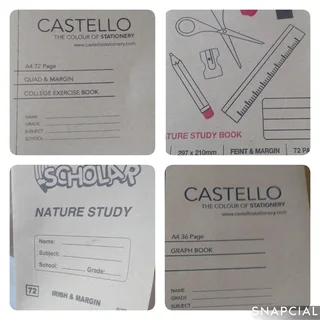 CASTELLO
THE COLOUR OF STATIONERY
www.castellostationery.com
A4 72 Page
QUAD & MARGIN
COLLEGE EXERCISE BOOK
NAME
GRADE
SUBJECT
SCHOOL
TURE STUDY BOOK
297 x 210mm
FEINT & MARGIN
72 PA
SCHOLAR
NATURE STUDY
Name:
Subject:
School:
Grade:
72
IRISH & MARGIN
CASTELLO
THE COLOUR OF STATIONERY
www.castellostationery.com
A4 36 Page
GRAPH BOOK
NAME
GRADE
SUBJECT
SNAPCIAL